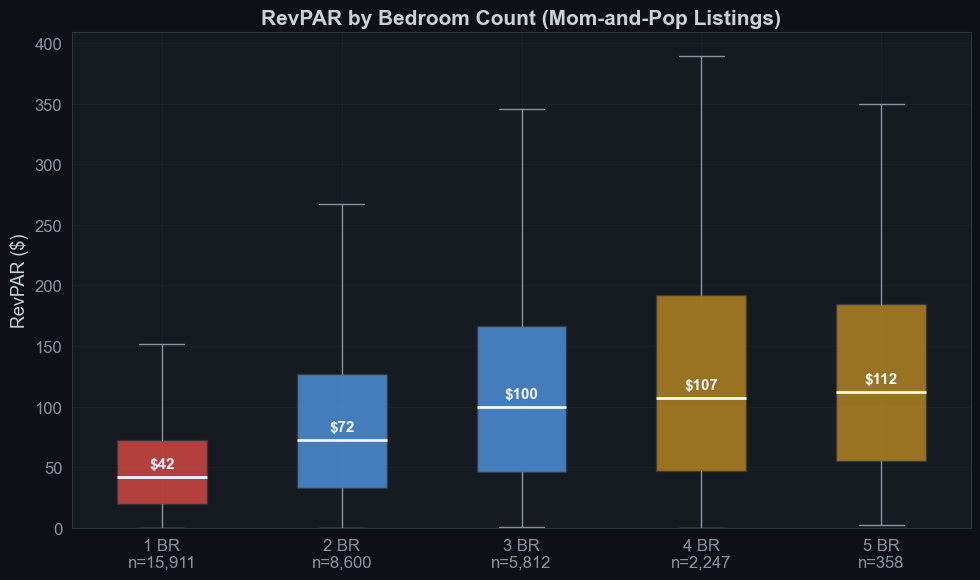 RevPAR by Bedroom Count (Mom-and-Pop Listings)
RevPAR ($)
400
350
300
250
200
150
100
50
0
$42
$72
$100
$107
$112
1 BR
n=15,911
2 BR
n=8,600
3 BR
n=5,812
4 BR
n=2,247
5 BR
n=358